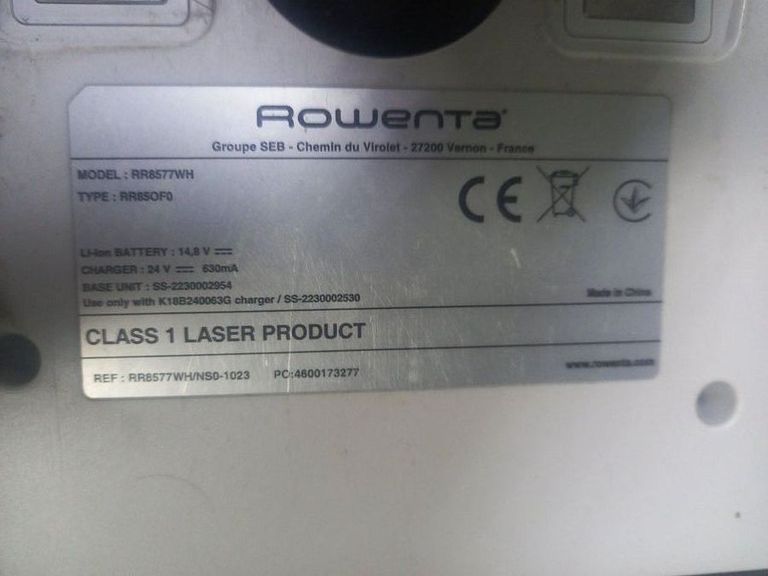 Rowenta
Groupe SEB - Chemin du Virolet - 27200 Vernon - France
MODEL : RR8577WH
TYPE : RR85OF0
CE
Li-Ion BATTERY : 14,8 V
CHARGER : 24 V 630mA
BASE UNIT : SS-2230002954
Use only with K18B240063G charger / SS-2230002530
Made in China
CLASS 1 LASER PRODUCT
REF : RR8577WH/NS0-1023 PC:4600173277
www.rowenta.com